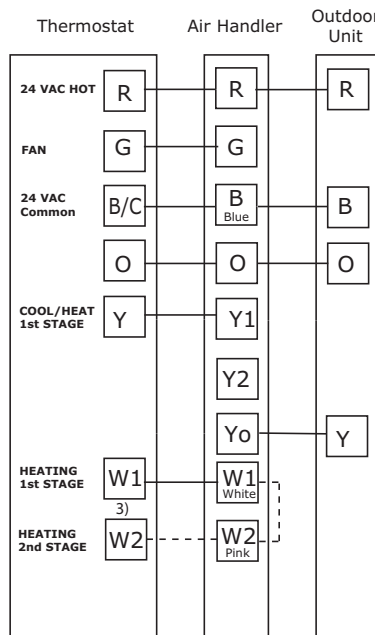 Thermostat
Air Handler
Outdoor
Unit
24 VAC HOT
R
R
R
FAN
G
G
24 VAC
Common
B/C
B
Blue
B
O
O
O
COOL/HEAT
1st STAGE
Y
Y1
Y2
Yo
Y
HEATING
1st STAGE
W1
W1
White
3)
HEATING
2nd STAGE
W2
W2
Pink